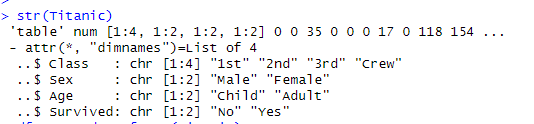 > str(Titanic)
'table' num [1:4, 1:2, 1:2, 1:2] 0 0 35 0 0 0 17 0 118 154 ...
- attr(*, "dimnames")=List of 4
..$ Class : chr [1:4] "1st" "2nd" "3rd" "Crew"
..$ Sex : chr [1:2] "Male" "Female"
..$ Age : chr [1:2] "Child" "Adult"
..$ Survived: chr [1:2] "No" "Yes"